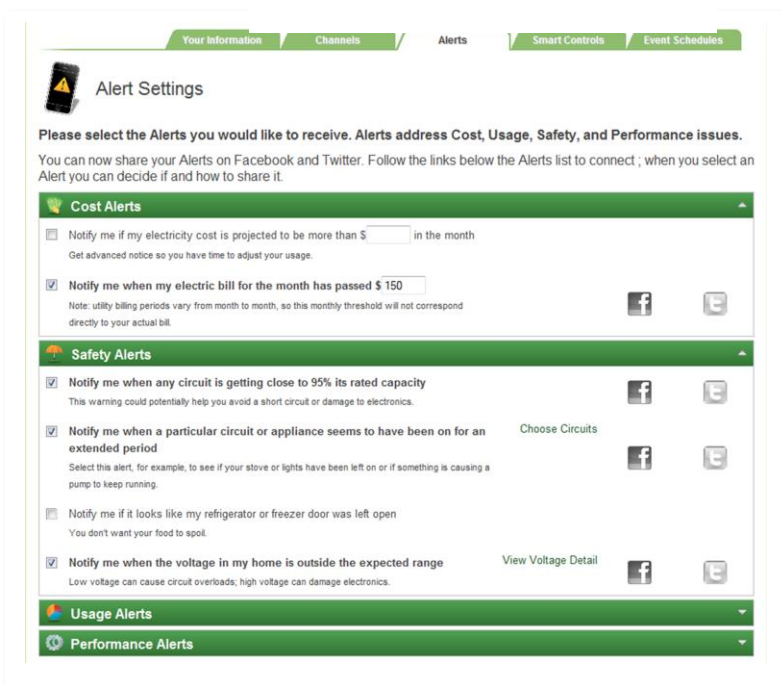 Your Information Channels Alerts Smart Controls Event Schedules
Alert Settings
Please select the Alerts you would like to receive. Alerts address Cost, Usage, Safety, and Performance issues.
You can now share your Alerts on Facebook and Twitter. Follow the links below the Alerts list to connect ; when you select an
Alert you can decide if and how to share it.
Cost Alerts
Notify me if my electricity cost is projected to be more than $ in the month
Get advanced notice so you have time to adjust your usage.
Notify me when my electric bill for the month has passed $ 150
Note: utility billing periods vary from month to month, so this monthly threshold will not correspond
directly to your actual bill.
f t
Safety Alerts
Notify me when any circuit is getting close to 95% its rated capacity
This warning could potentially help you avoid a short circuit or damage to electronics.
f t
Notify me when a particular circuit or appliance seems to have been on for an
extended period
Choose Circuits
Select this alert, for example, to see if your stove or lights have been left on or if something is causing a
pump to keep running.
f t
Notify me if it looks like my refrigerator or freezer door was left open
You don't want your food to spoil.
Notify me when the voltage in my home is outside the expected range
View Voltage Detail
Low voltage can cause circuit overloads; high voltage can damage electronics.
f t
Usage Alerts
Performance Alerts